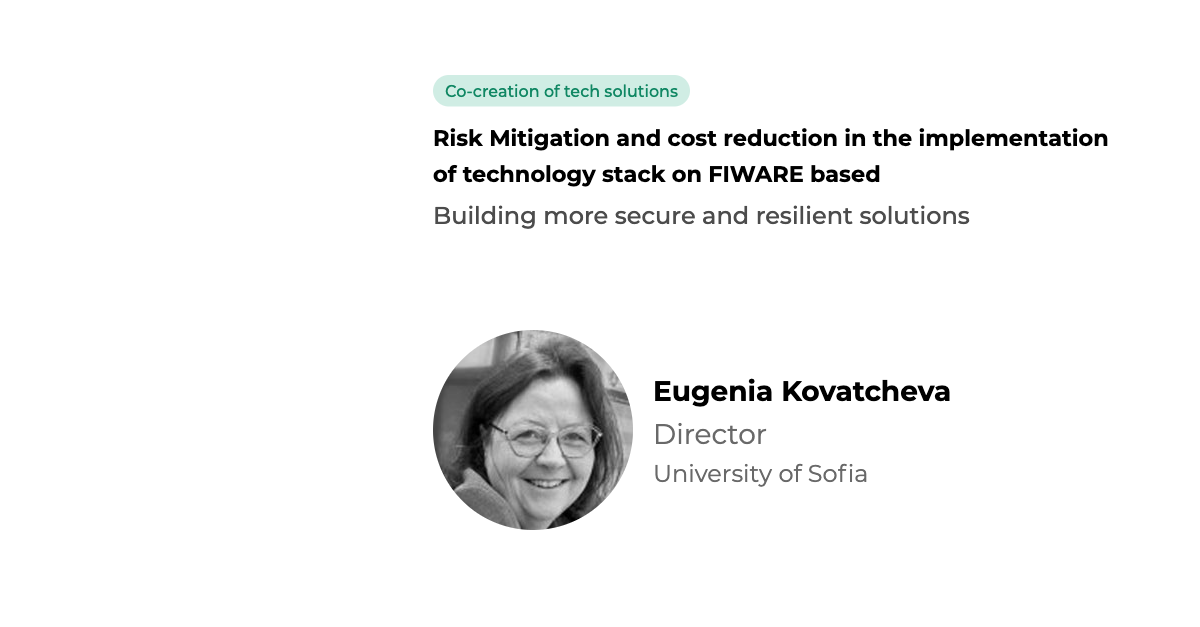 Co-creation of tech solutions
Risk Mitigation and cost reduction in the implementation
of technology stack on FIWARE based
Building more secure and resilient solutions
Eugenia Kovatcheva
Director
University of Sofia